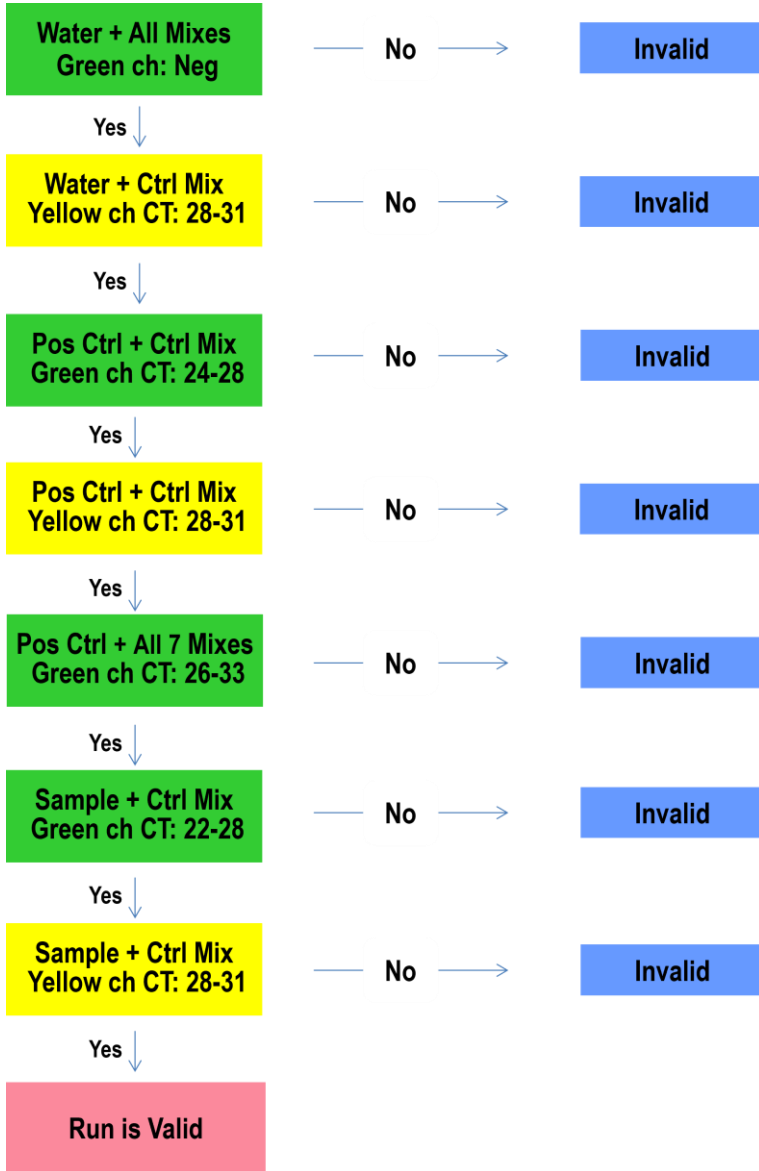 Water + All Mixes
Green ch: Neg
No
Invalid
Yes
Water + Ctrl Mix
Yellow ch CT: 28-31
No
Invalid
Yes
Pos Ctrl + Ctrl Mix
Green ch CT: 24-28
No
Invalid
Yes
Pos Ctrl + Ctrl Mix
Yellow ch CT: 28-31
No
Invalid
Yes
Pos Ctrl + All 7 Mixes
Green ch CT: 26-33
No
Invalid
Yes
Sample + Ctrl Mix
Green ch CT: 22-28
No
Invalid
Yes
Sample + Ctrl Mix
Yellow ch CT: 28-31
No
Invalid
Yes
Run is Valid